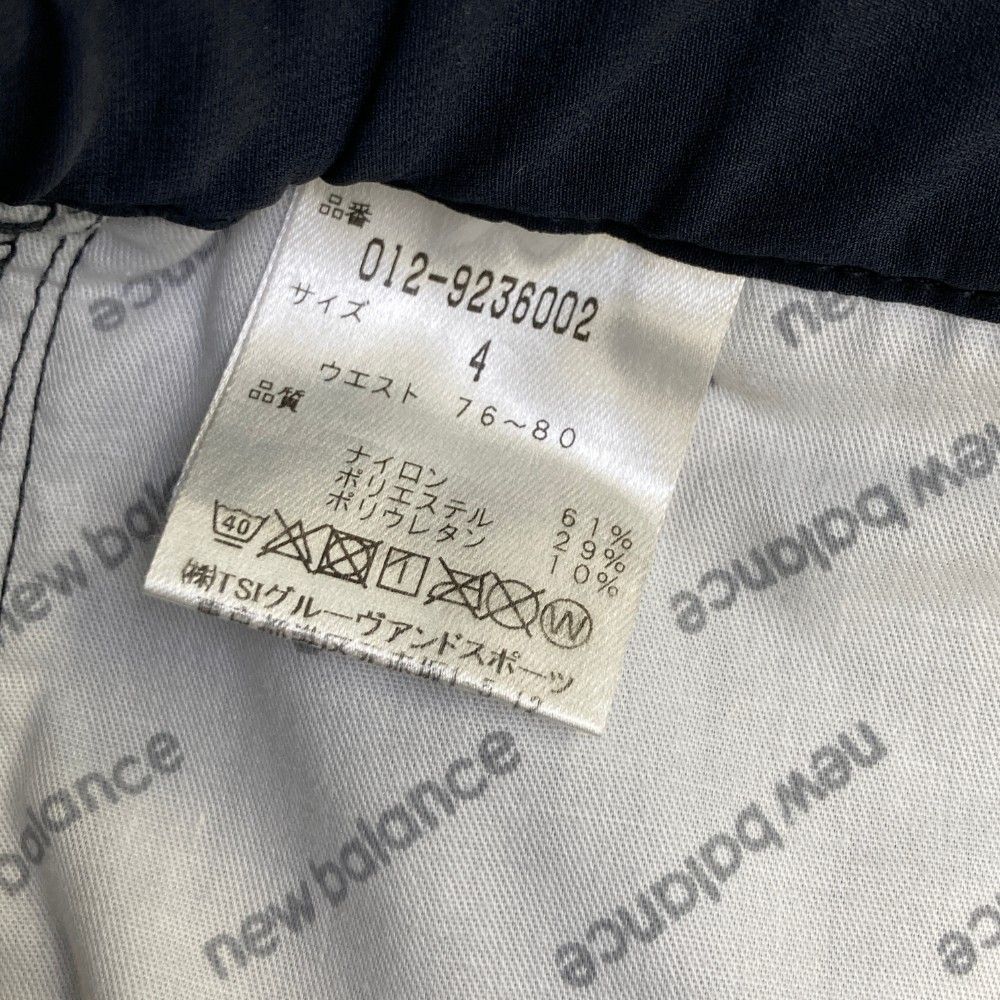 品番
012-9236002
サイズ
4
ウエスト 76～80
品質
ナイロン 61%
ポリエステル 29%
ポリウレタン 10%
40
W
(株)TSIグルーヴアンドスポーツ
new balance
new balance
new balance
new balance
new balance
new balance